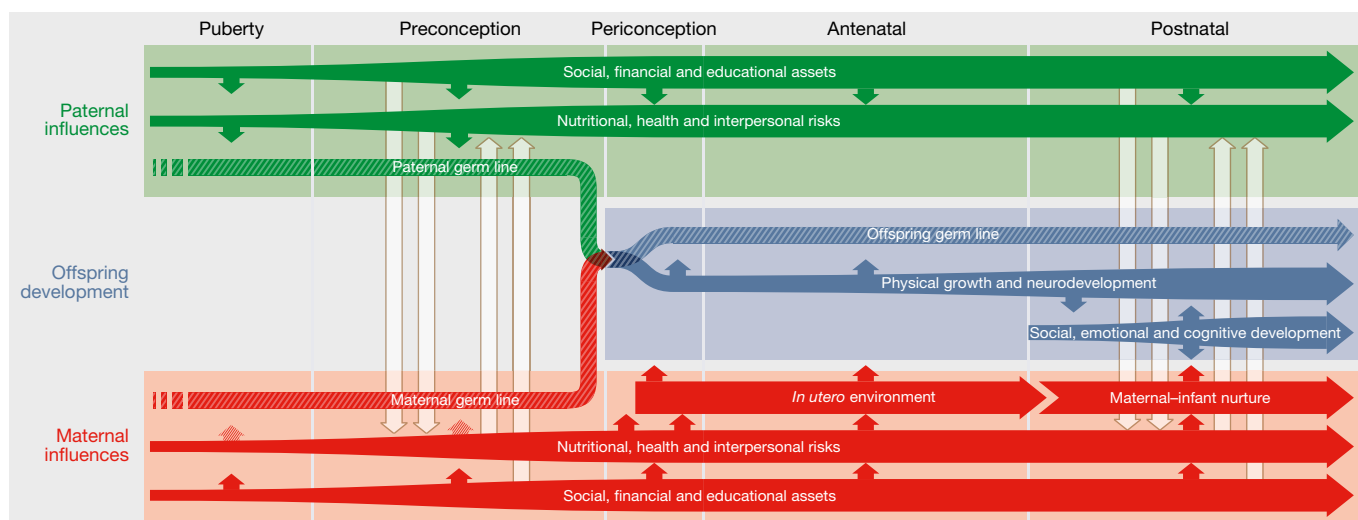 Puberty
Preconception
Periconception
Antenatal
Postnatal
Paternal
influences
Social, financial and educational assets
Nutritional, health and interpersonal risks
Paternal germ line
Offspring
development
Offspring germ line
Physical growth and neurodevelopment
Social, emotional and cognitive development
Maternal
influences
Maternal germ line
In utero environment
Maternal–infant nurture
Nutritional, health and interpersonal risks
Social, financial and educational assets